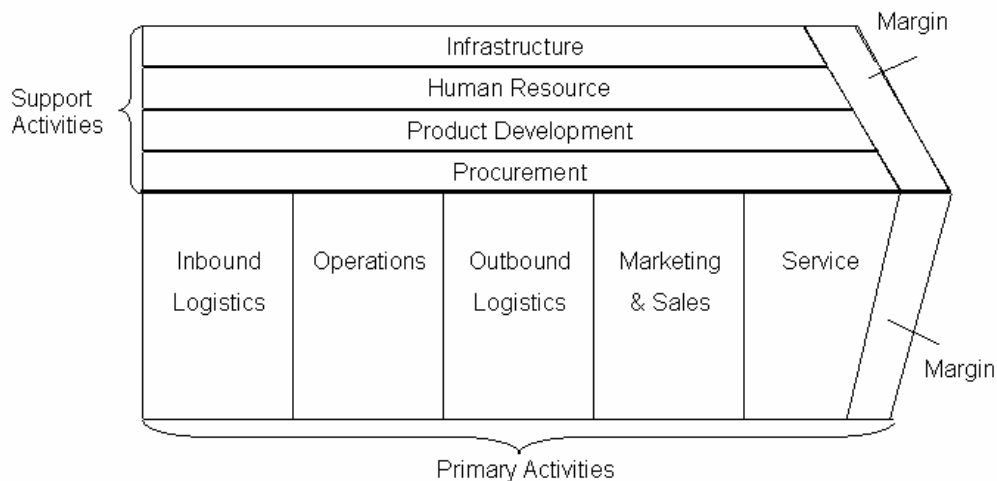 Margin
Infrastructure
Human Resource
Support
Activities
Product Development
Procurement
Inbound
Logistics
Operations
Outbound
Logistics
Marketing
& Sales
Service
Margin
Primary Activities